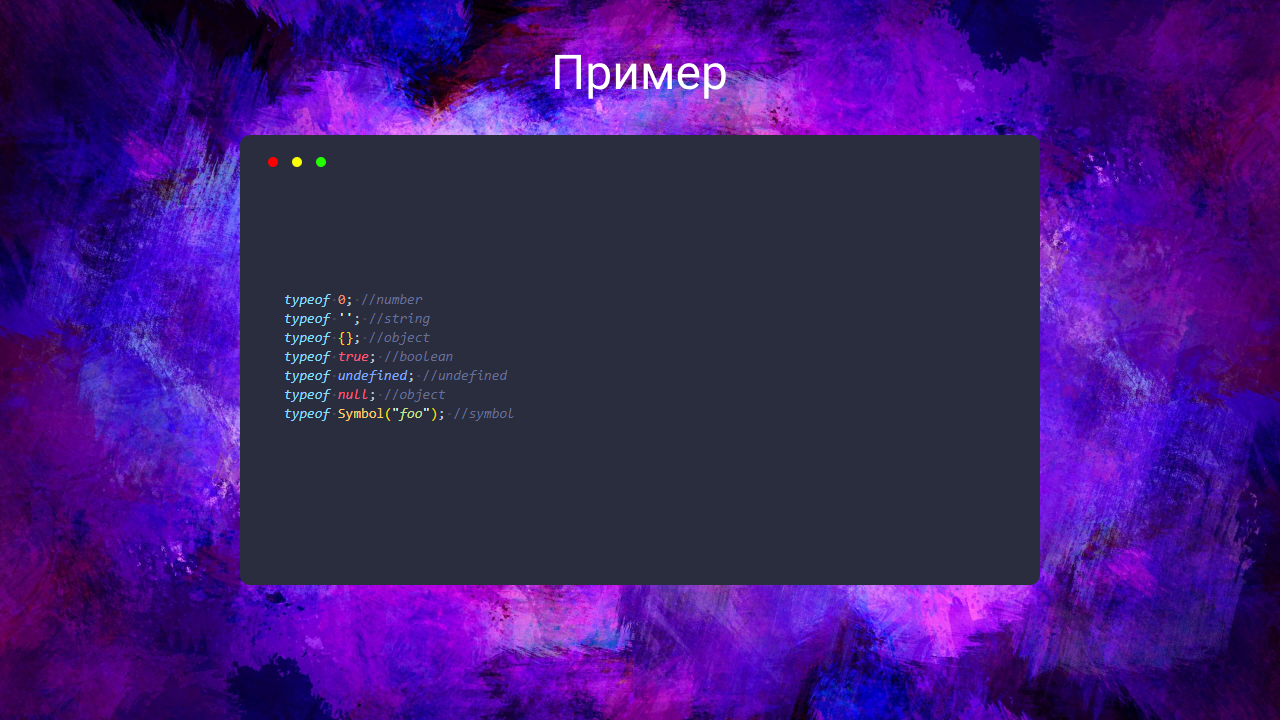 Пример
typeof 0; //number
typeof ''; //string
typeof {}; //object
typeof true; //boolean
typeof undefined; //undefined
typeof null; //object
typeof Symbol("foo"); //symbol